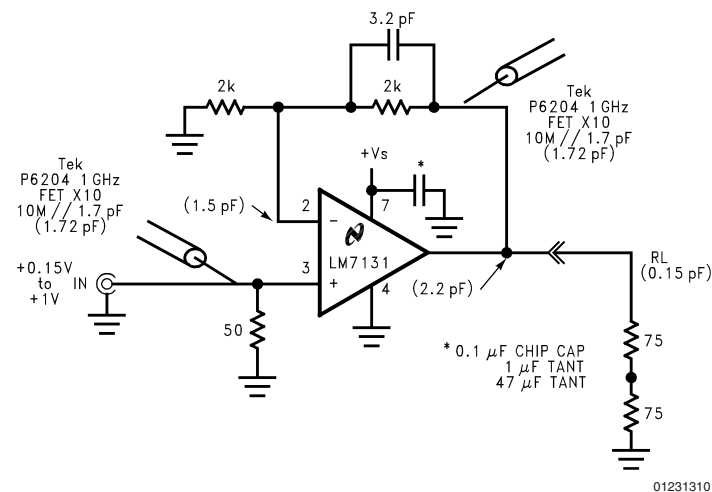 3.2 pF
2k
2k
Tek
P6204 1 GHz
FET X10
10M // 1.7 pF
(1.72 pF)
+Vs
*
Tek
P6204 1 GHz
FET X10
10M // 1.7 pF
(1.72 pF)
(1.5 pF)
2
7
−
LM7131
3
+
4
+0.15V
to
+1V
IN
50
(2.2 pF)
RL
(0.15 pF)
75
75
* 0.1 µF CHIP CAP
1 µF TANT
47 µF TANT
01231310